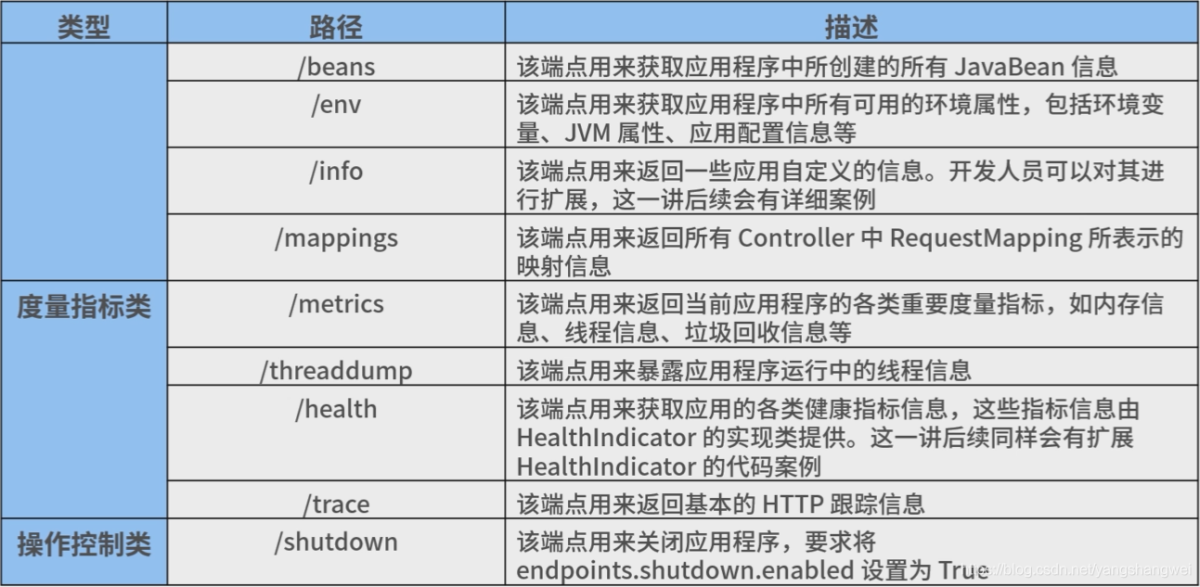 类型 路径 描述
/beans 该端点用来获取应用程序中所创建的所有 JavaBean 信息
/env 该端点用来获取应用程序中所有可用的环境属性，包括环境变
量、JVM 属性、应用配置信息等
/info 该端点用来返回一些应用自定义的信息。开发人员可以对其进
行扩展，这一讲后续会有详细案例
/mappings 该端点用来返回所有 Controller 中 RequestMapping 所表示的
映射信息
度量指标类 /metrics 该端点用来返回当前应用程序的各类重要度量指标，如内存信
息、线程信息、垃圾回收信息等
/threaddump 该端点用来暴露应用程序运行中的线程信息
/health 该端点用来获取应用的各类健康指标信息，这些指标信息由
HealthIndicator 的实现类提供。这一讲后续同样会有扩展
HealthIndicator 的代码案例
/trace 该端点用来返回基本的 HTTP 跟踪信息
操作控制类 /shutdown 该端点用来关闭应用程序，要求将
endpoints.shutdown.enabled 设置为 True
blog.csdn.net/yangshangwei